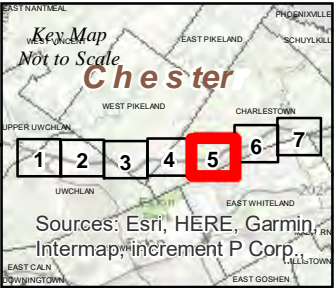 EAST NANTMEAL
PHOENIXVILLE
Key Map
WEST VINCENT
EAST PIKELAND
SCHUYLKILL
Not to Scale
Chester
WEST PIKELAND
CHARLESTOWN
UPPER UWCHLAN
1 2 3 4 5 6 7
UWCHLAN
202
EAST WHITELAND
Sources: Esri, HERE, Garmin,
Intermap, increment P Corp.,
EAST CALN
DOWNINGTOWN
EAST GOSHEN